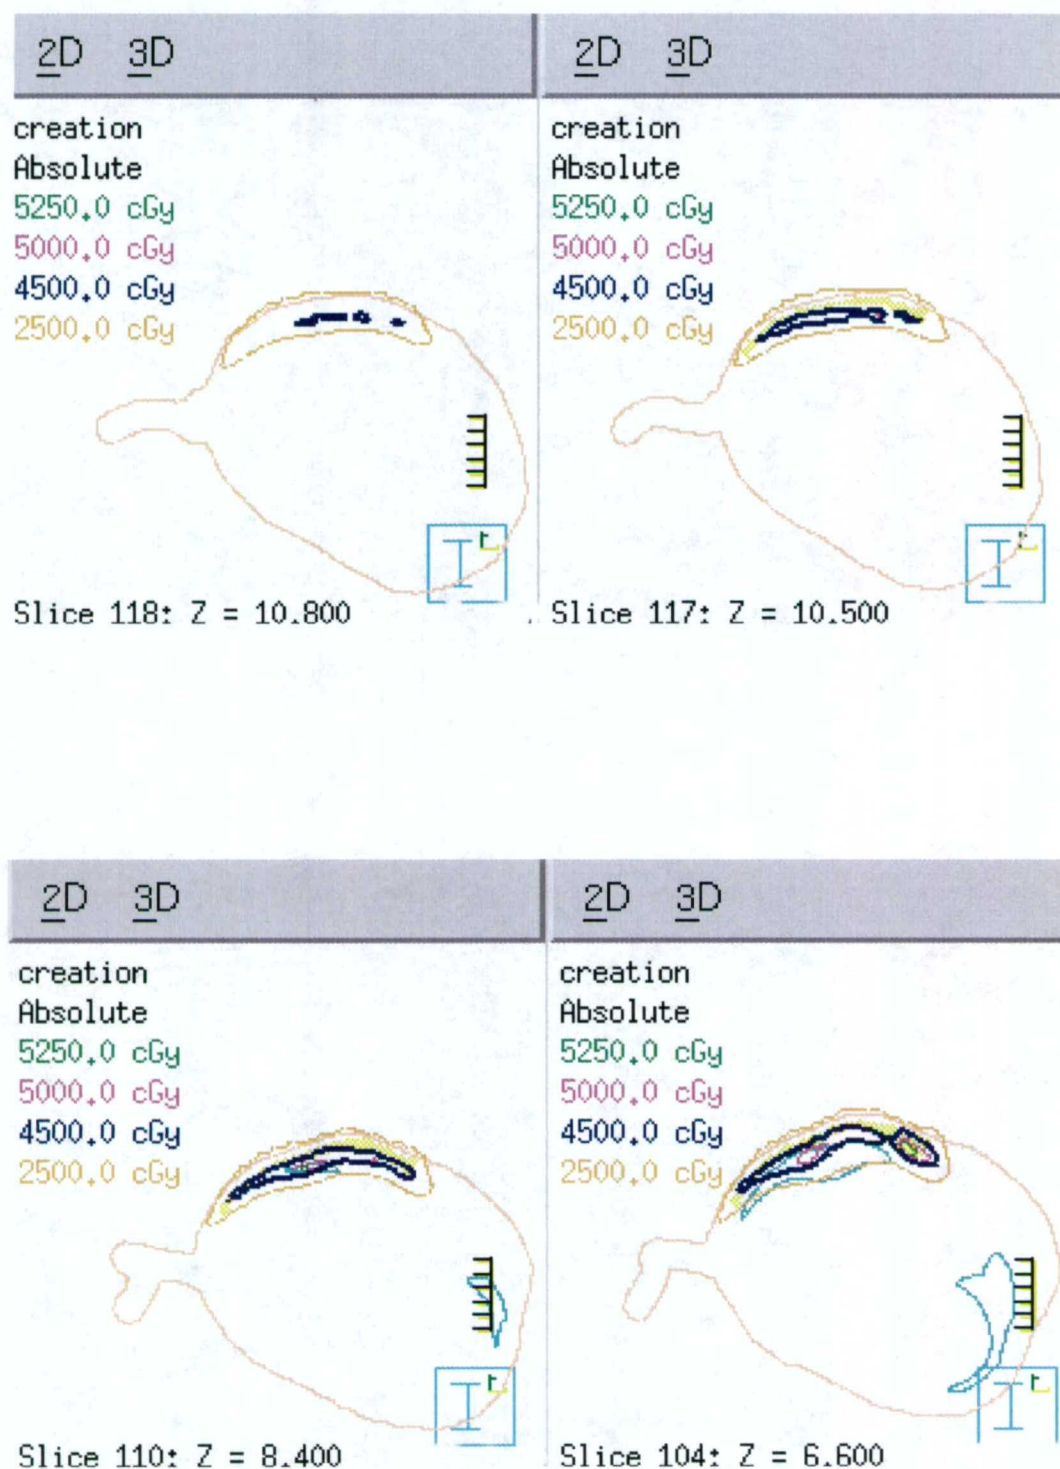 2D 3D
creation
Absolute
5250.0 cGy
5000.0 cGy
4500.0 cGy
2500.0 cGy
L
I
Slice 118: Z = 10.800
2D 3D
creation
Absolute
5250.0 cGy
5000.0 cGy
4500.0 cGy
2500.0 cGy
L
I
Slice 117: Z = 10.500
2D 3D
creation
Absolute
5250.0 cGy
5000.0 cGy
4500.0 cGy
2500.0 cGy
L
I
Slice 110: Z = 8.400
2D 3D
creation
Absolute
5250.0 cGy
5000.0 cGy
4500.0 cGy
2500.0 cGy
L
I
Slice 104: Z = 6.600